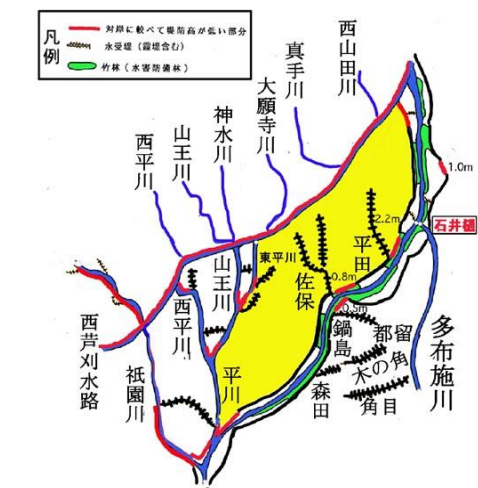 凡例
対岸に較べて堤防高が低い部分
水受堤(霞堤含む)
竹林(水害防備林)
西山田川
真手川
大願寺川
神水川
山王川
西平川
1.0m
石井樋
2.2m
平田
東平川
佐保
0.8m
0.5m
山王川
西平川
鍋島
都留
木の角
角目
森田
多布施川
西芦刈水路
祇園川
平川